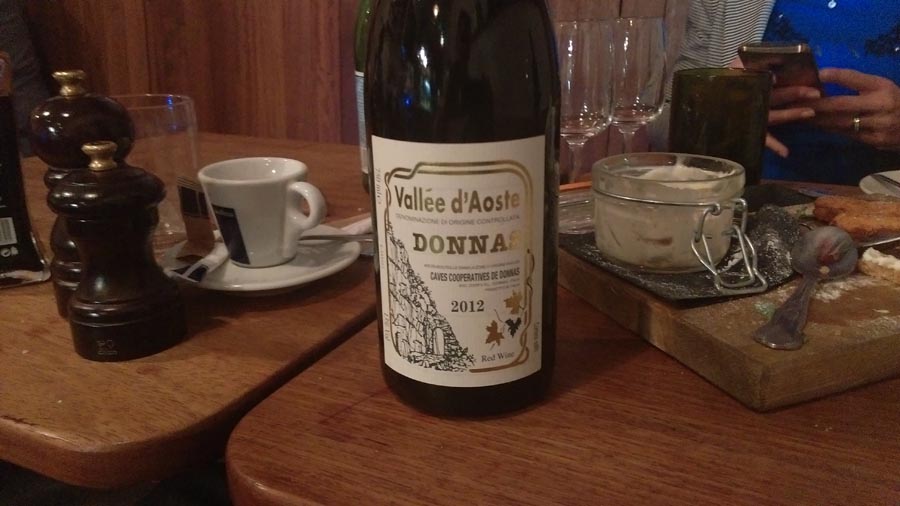 Vallée d'Aoste
DENOMINAZIONE DI ORIGINE CONTROLLATA
DONNAS
CAVES COOPERATIVES DE DONNAS
2012
Red Wine